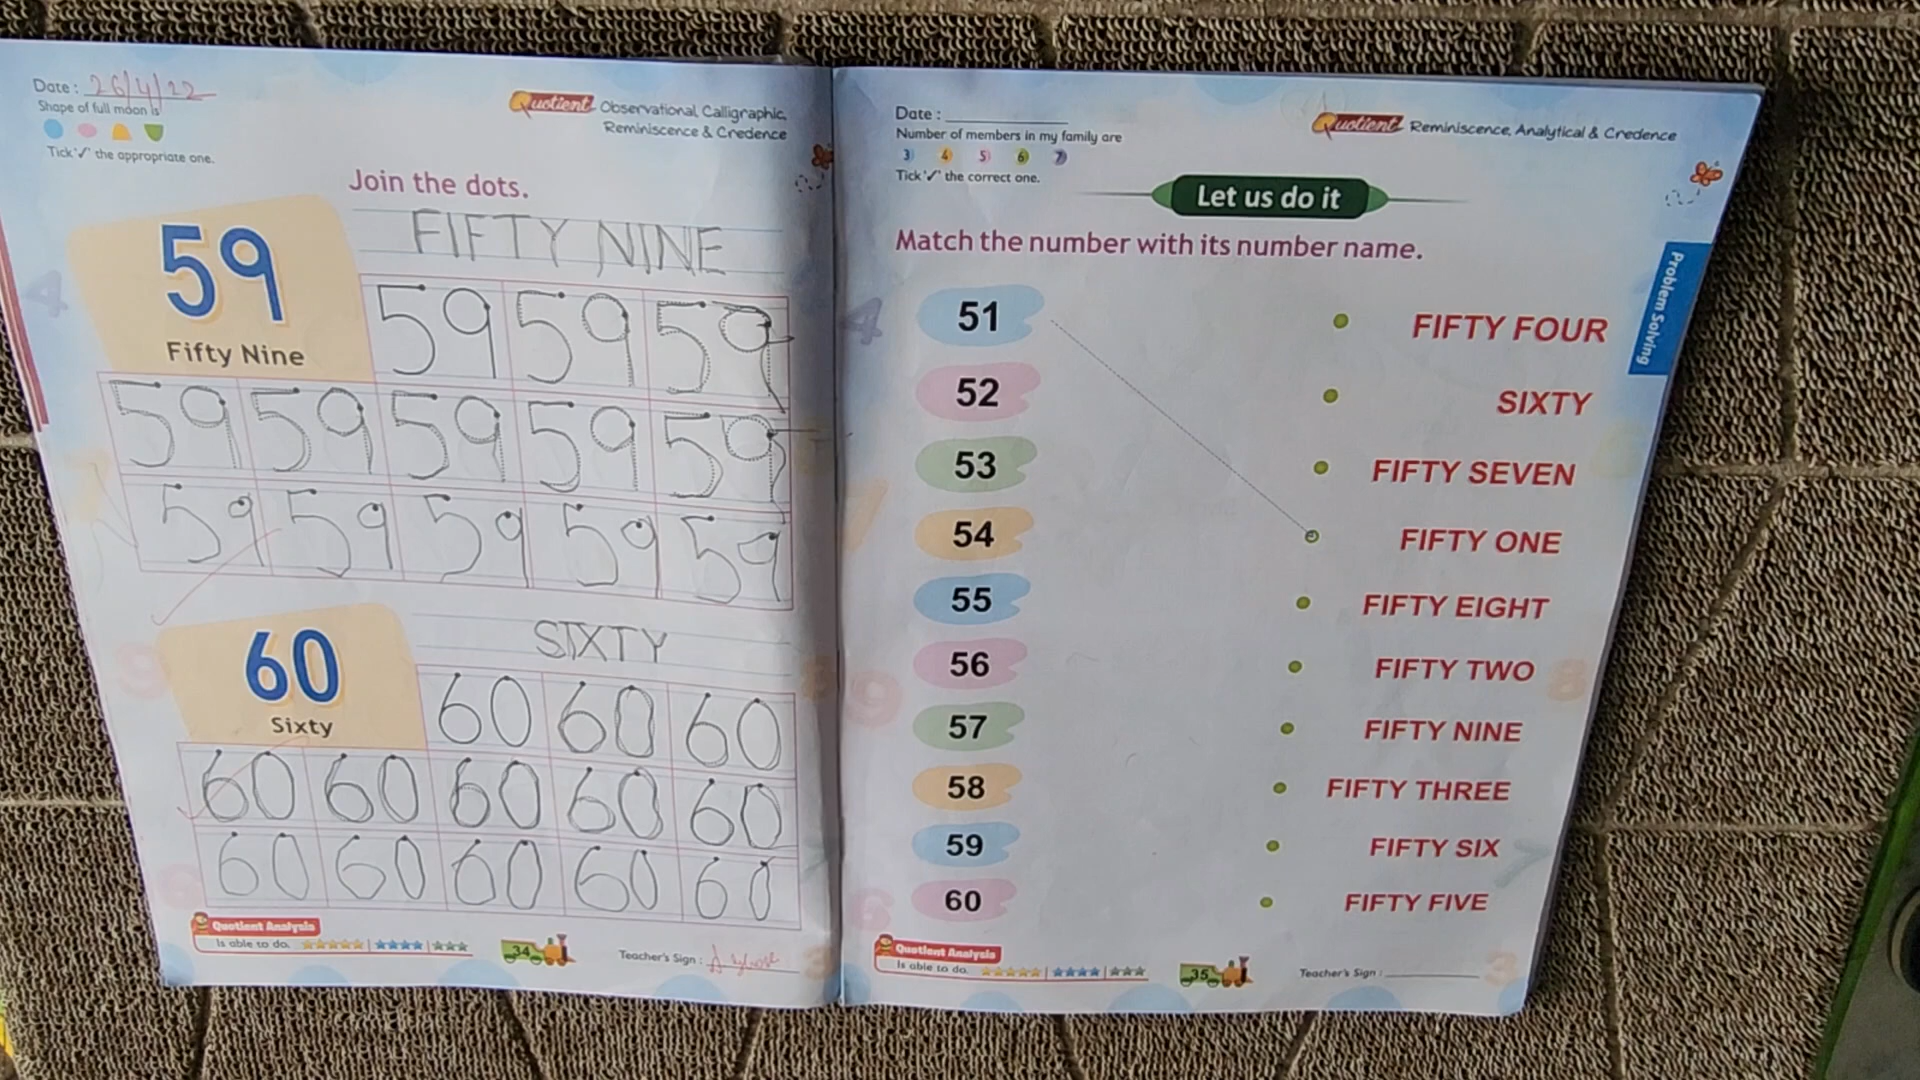 Date : 26/4/22
Shape of full moon is
Tick '✓' the appropriate one.
Quotient Observational, Calligraphic,
Reminiscence & Credence
Join the dots.
59
Fifty Nine
FIFTY NINE
59 59 59
59 59 59 59 59
59 59 59 59 59
60
Sixty
SIXTY
60 60 60
60 60 60 60 60
60 60 60 60 60
Quotient Analysis
Is able to do.
34
Teacher's Sign :
Date :
Number of members in my family are
3 4 5 6 7
Tick '✓' the correct one.
Quotient Reminiscence, Analytical & Credence
Let us do it
Match the number with its number name.
Problem Solving
51 FIFTY FOUR
52 SIXTY
53 FIFTY SEVEN
54 FIFTY ONE
55 FIFTY EIGHT
56 FIFTY TWO
57 FIFTY NINE
58 FIFTY THREE
59 FIFTY SIX
60 FIFTY FIVE
Quotient Analysis
Is able to do
35
Teacher's Sign :